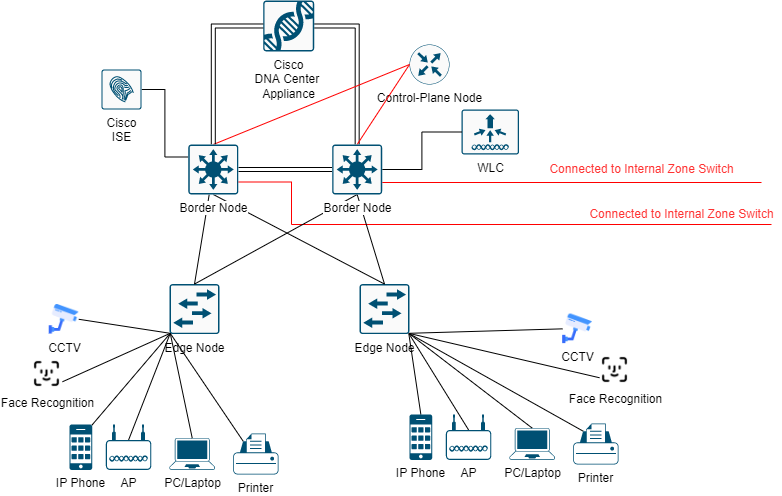 Cisco
DNA Center
Appliance
Control-Plane Node
Cisco
ISE
WLC
Connected to Internal Zone Switch
Border Node
Border Node
Connected to Internal Zone Switch
Edge Node
Edge Node
CCTV
CCTV
Face Recognition
Face Recognition
IP Phone
AP
PC/Laptop
Printer
IP Phone
AP
PC/Laptop
Printer